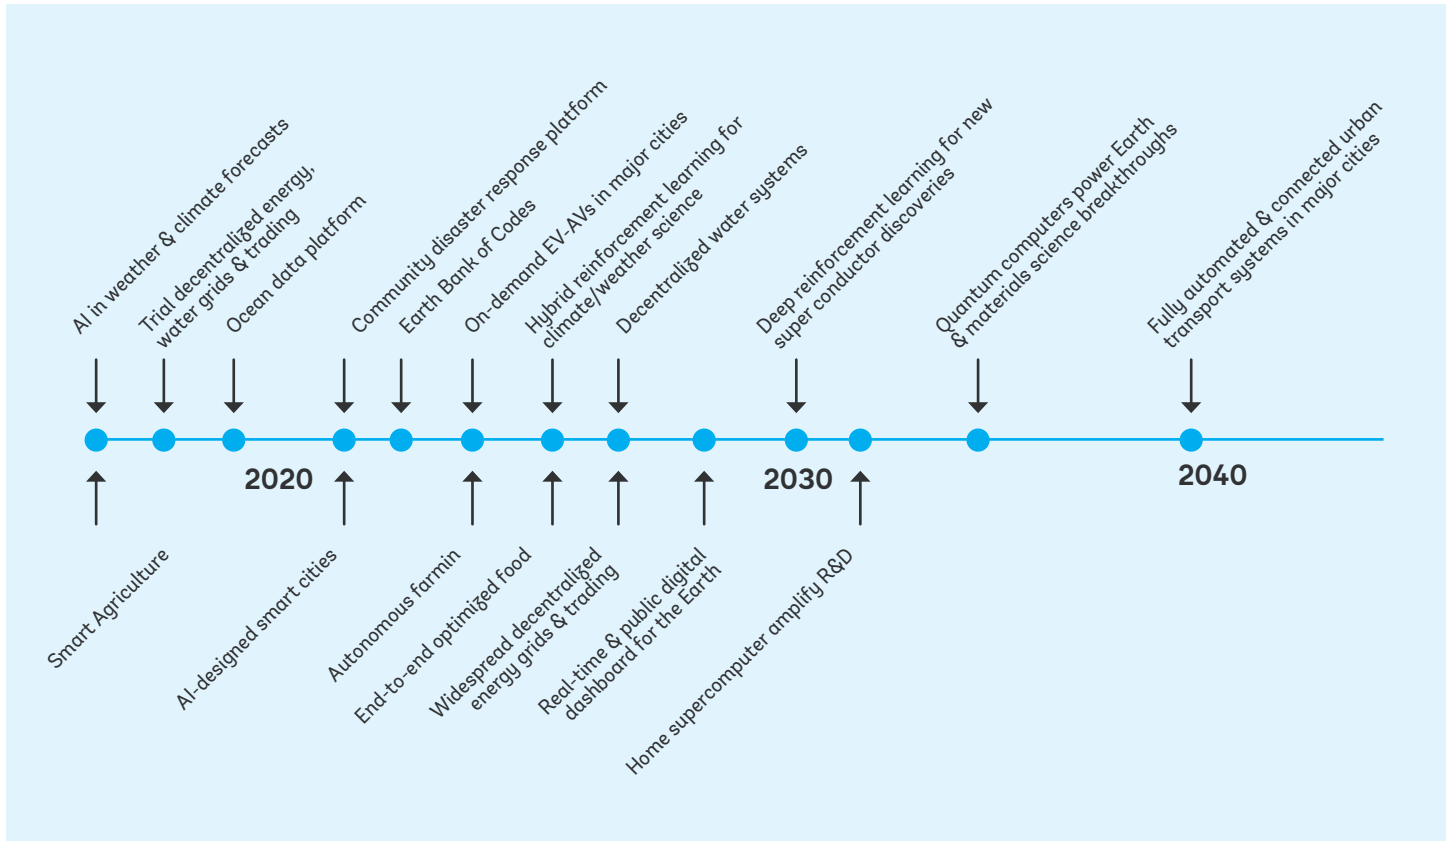 AI in weather & climate forecasts
Trial decentralized energy,
water grids & trading
Ocean data platform
Community disaster response platform
Earth Bank of Codes
On-demand EV-AVs in major cities
Hybrid reinforcement learning for
climate/weather science
Decentralized water systems
Deep reinforcement learning for new
super conductor discoveries
Quantum computers power Earth
& materials science breakthroughs
Fully automated & connected urban
transport systems in major cities
2020
2030
2040
Smart Agriculture
AI-designed smart cities
Autonomous farmin
End-to-end optimized food
Widespread decentralized
energy grids & trading
Real-time & public digital
dashboard for the Earth
Home supercomputer amplify R&D